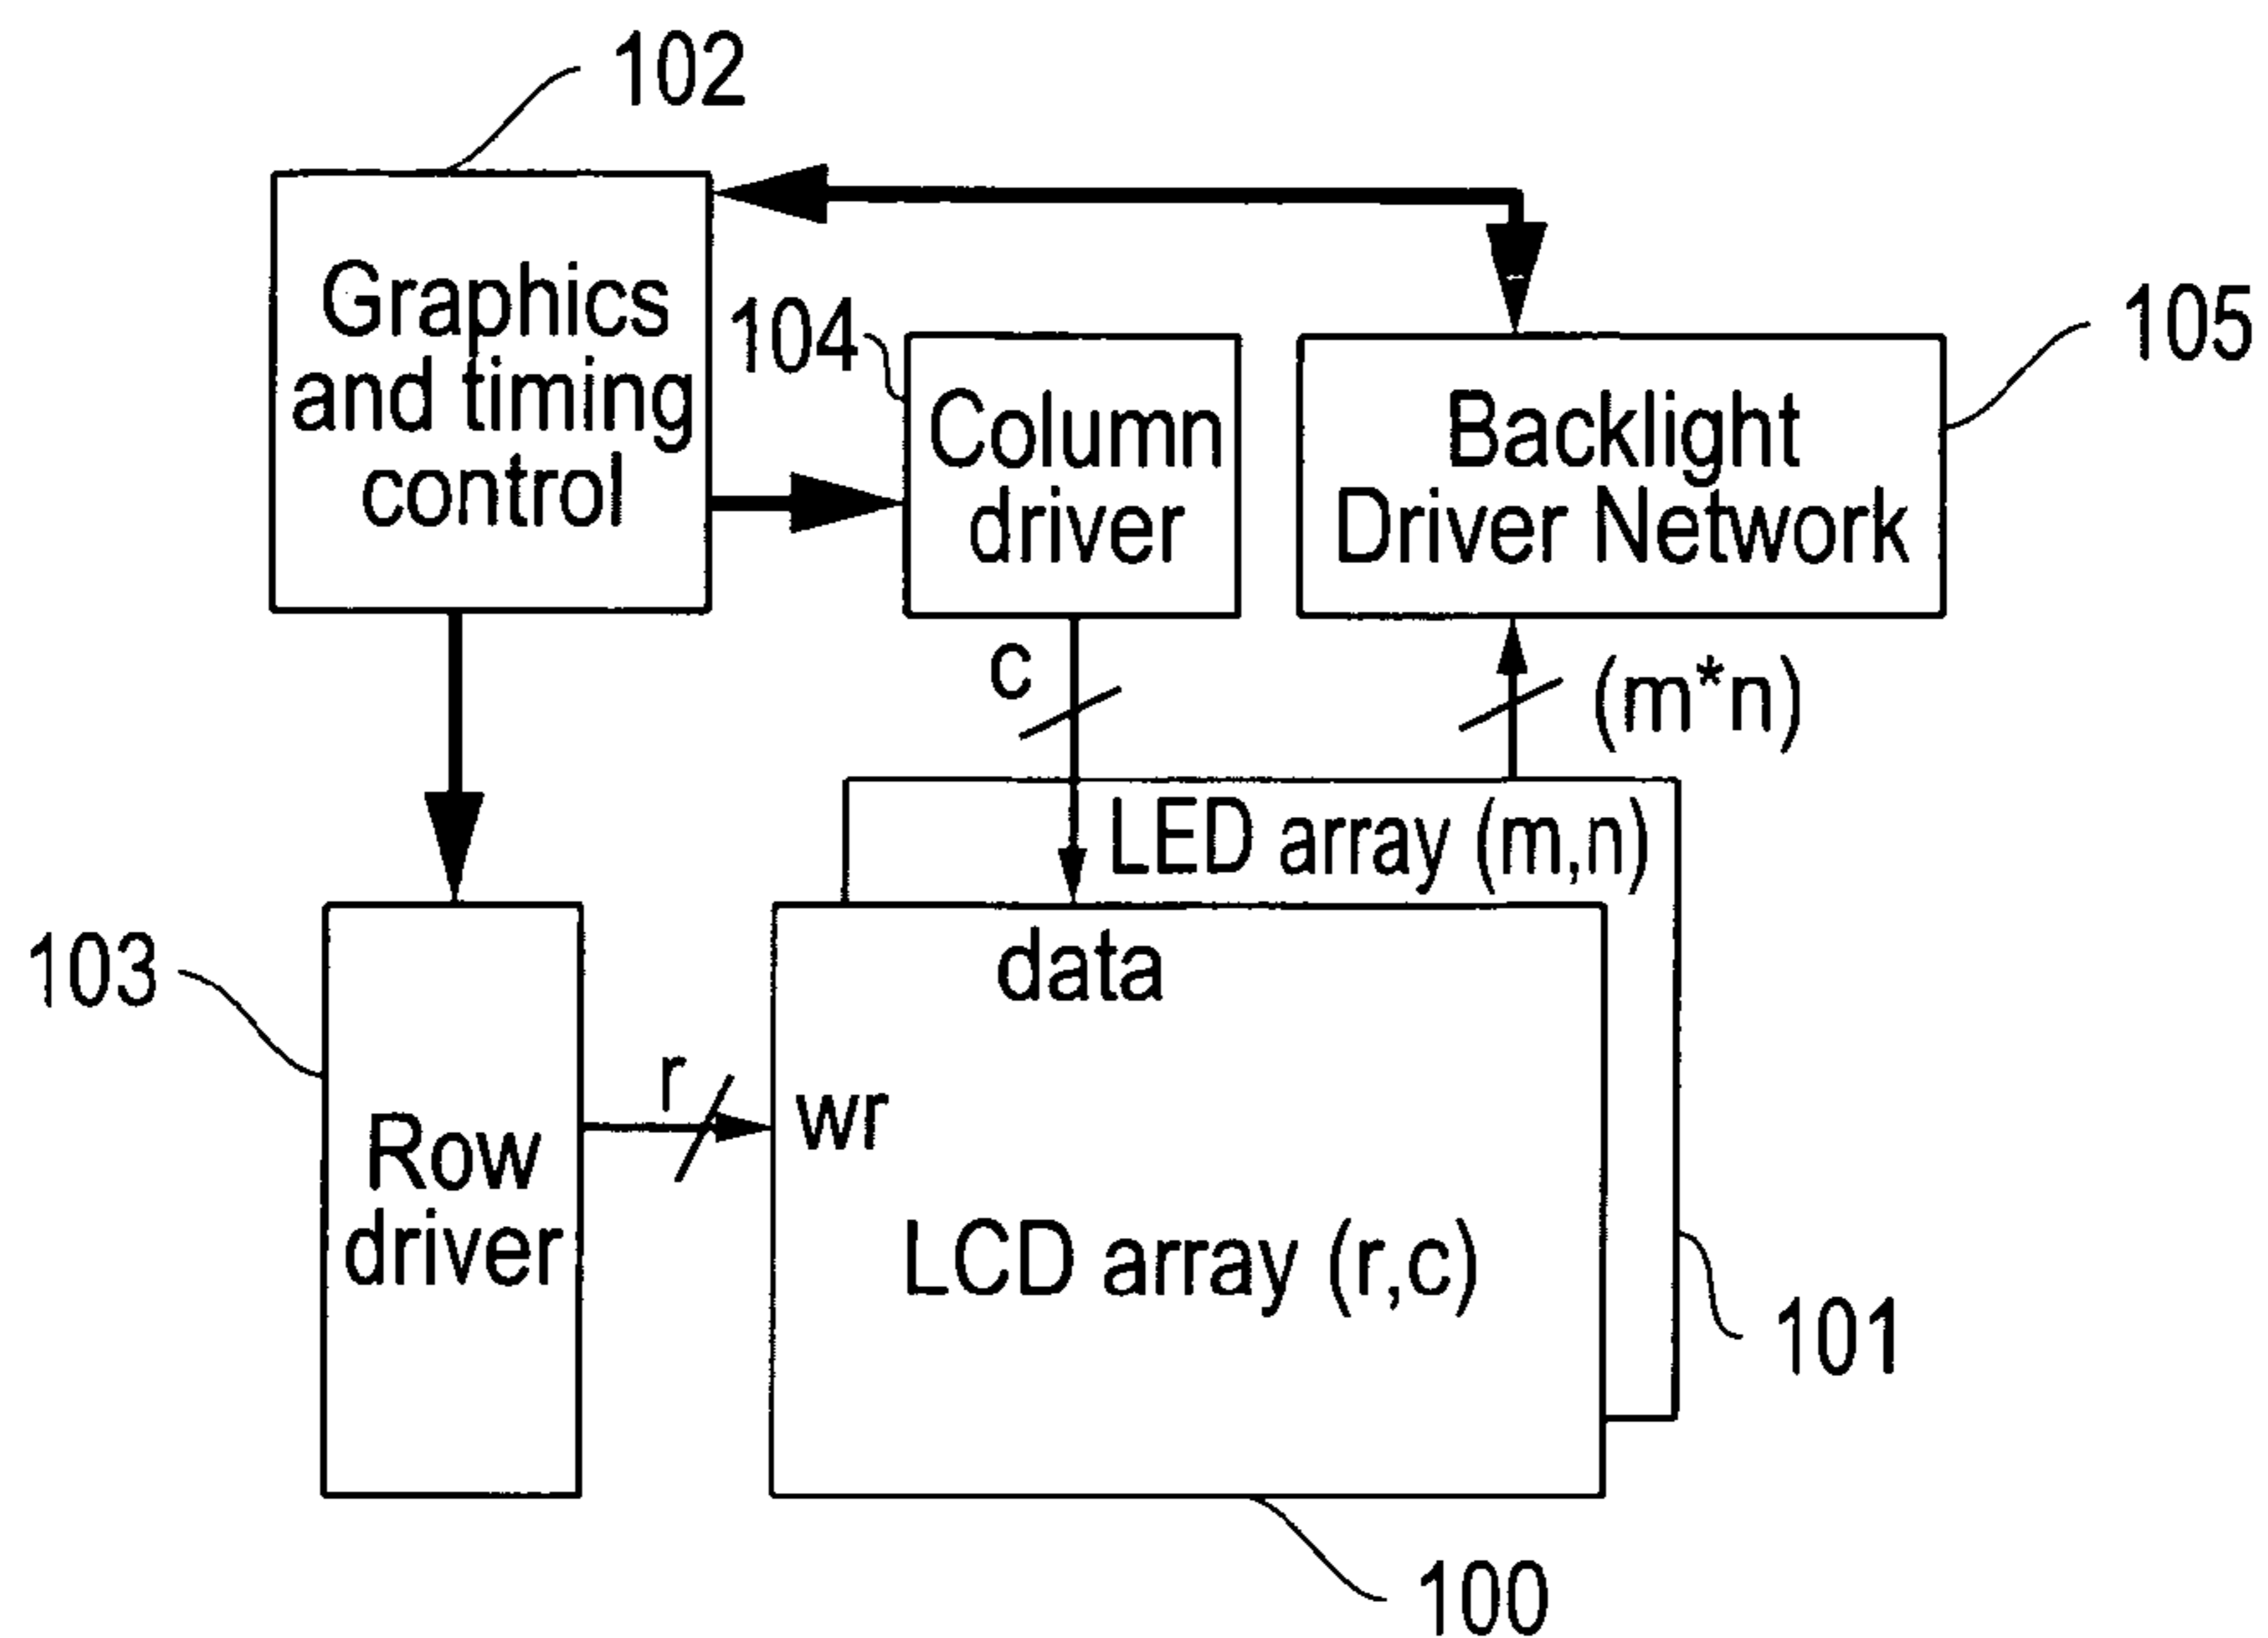 102
Graphics
and timing
control
104
Column
driver
Backlight
Driver Network
105
c
(m*n)
LED array (m,n)
data
103
r
wr
Row
driver
LCD array (r,c)
101
100